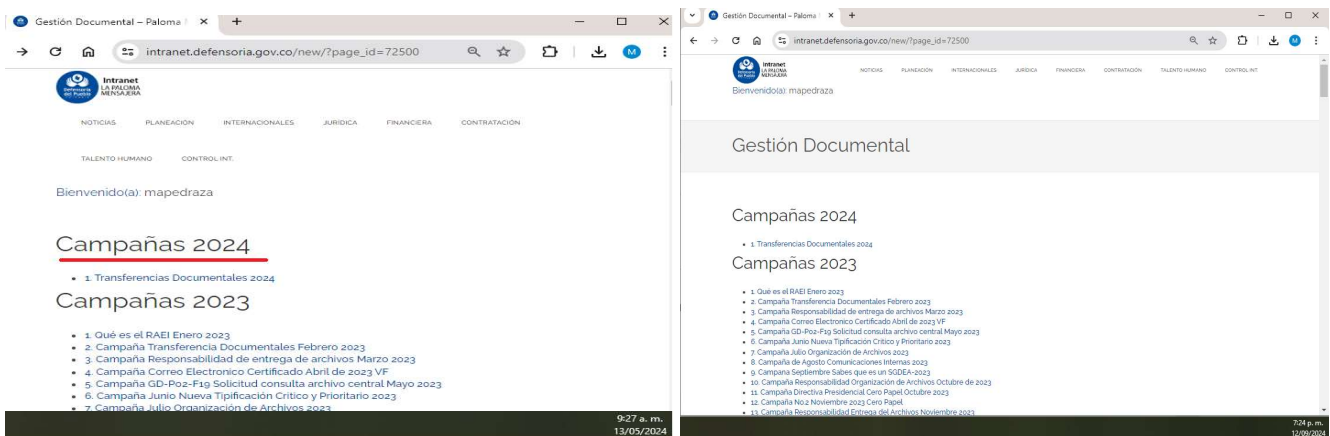 Gestión Documental – Paloma
intranet.defensoria.gov.co/new/?page_id=72500
M
Defensoría
del Pueblo
Intranet
LA PALOMA
MENSAJERA
NOTICIAS PLANEACIÓN INTERNACIONALES JURIDICA FINANCIERA CONTRATACIÓN
TALENTO HUMANO CONTROL INT.
Bienvenido(a): mapedraza
Campañas 2024
1. Transferencias Documentales 2024
Campañas 2023
1. Qué es el RAEI Enero 2023
2. Campaña Transferencia Documentales Febrero 2023
3. Campaña Responsabilidad de entrega de archivos Marzo 2023
4. Campaña Correo Electronico Certificado Abril de 2023 VF
5. Campaña GD-P02-F19 Solicitud consulta archivo central Mayo 2023
6. Campaña Junio Nueva Tipificación Critico y Prioritario 2023
7. Campaña Julio Organización de Archivos 2023
9:27 a. m.
13/05/2024
Gestión Documental – Paloma
intranet.defensoria.gov.co/new/?page_id=72500
M
Intranet
LA PALOMA
MENSAJERA
NOTICIAS PLANEACIÓN INTERNACIONALES JURIDICA FINANCIERA CONTRATACIÓN TALENTO HUMANO CONTROL INT.
Bienvenido(a): mapedraza
Gestión Documental
Campañas 2024
1. Transferencias Documentales 2024
Campañas 2023
1. Qué es el RAEI Enero 2023
2. Campaña Transferencia Documentales Febrero 2023
3. Campaña Responsabilidad de entrega de archivos Marzo 2023
4. Campaña Correo Electronico Certificado Abril de 2023 VF
5. Campaña GD-P02-F19 Solicitud consulta archivo central Mayo 2023
6. Campaña Junio Nueva Tipificación Critico y Prioritario 2023
7. Campaña Julio Organización de Archivos 2023
8. Campaña de Agosto Comunicaciones Internas 2023
9. Campana Septiembre Sabes que es un SGDEA-2023
10. Campaña Responsabilidad Organización de Archivos Octubre de 2023
11. Campaña Directiva Presidencial Cero Papel Octubre 2023
12. Campaña No.2 Noviembre 2023 Cero Papel
13. Campaña Responsabilidad Entrega del Archivos Noviembre 2023
7:24 p. m.
12/09/2024